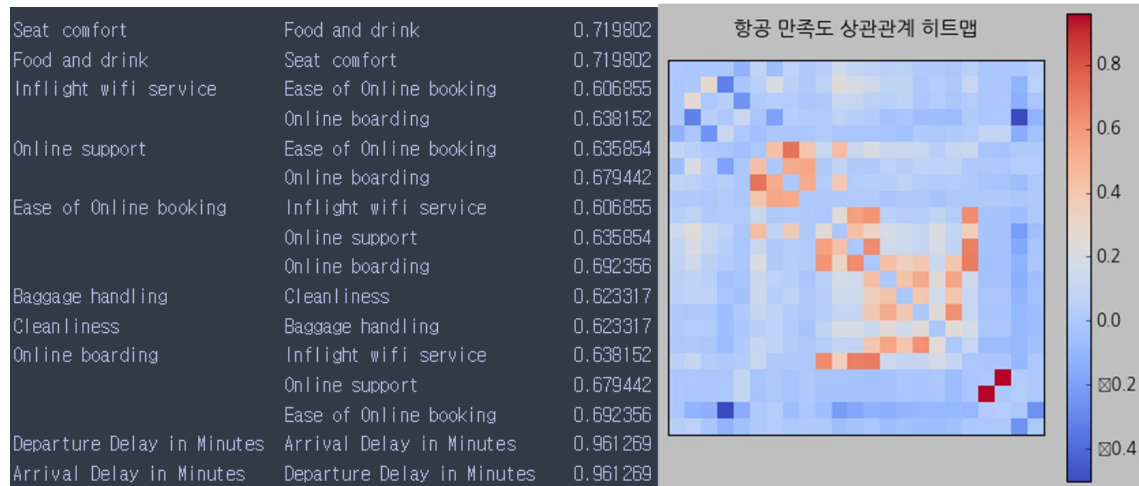 Seat comfort Food and drink 0.719802
Food and drink Seat comfort 0.719802
Inflight wifi service Ease of Online booking 0.606855
Online boarding 0.638152
Online support Ease of Online booking 0.635854
Online boarding 0.679442
Ease of Online booking Inflight wifi service 0.606855
Online support 0.635854
Online boarding 0.692356
Baggage handling Cleanliness 0.623317
Cleanliness Baggage handling 0.623317
Online boarding Inflight wifi service 0.638152
Online support 0.679442
Ease of Online booking 0.692356
Departure Delay in Minutes Arrival Delay in Minutes 0.961269
Arrival Delay in Minutes Departure Delay in Minutes 0.961269
항공 만족도 상관관계 히트맵
0.8
0.6
0.4
0.2
0.0
☒0.2
☒0.4